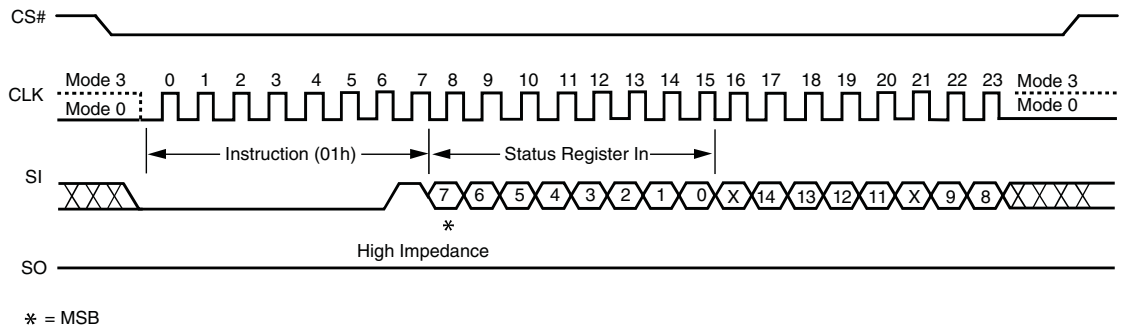 CS#
Mode 3 0 1 2 3 4 5 6 7 8 9 10 11 12 13 14 15 16 17 18 19 20 21 22 23 Mode 3
CLK
Mode 0 Mode 0
Instruction (01h) Status Register In
SI
7 6 5 4 3 2 1 0 X 14 13 12 11 X 9 8
*
High Impedance
SO
* = MSB